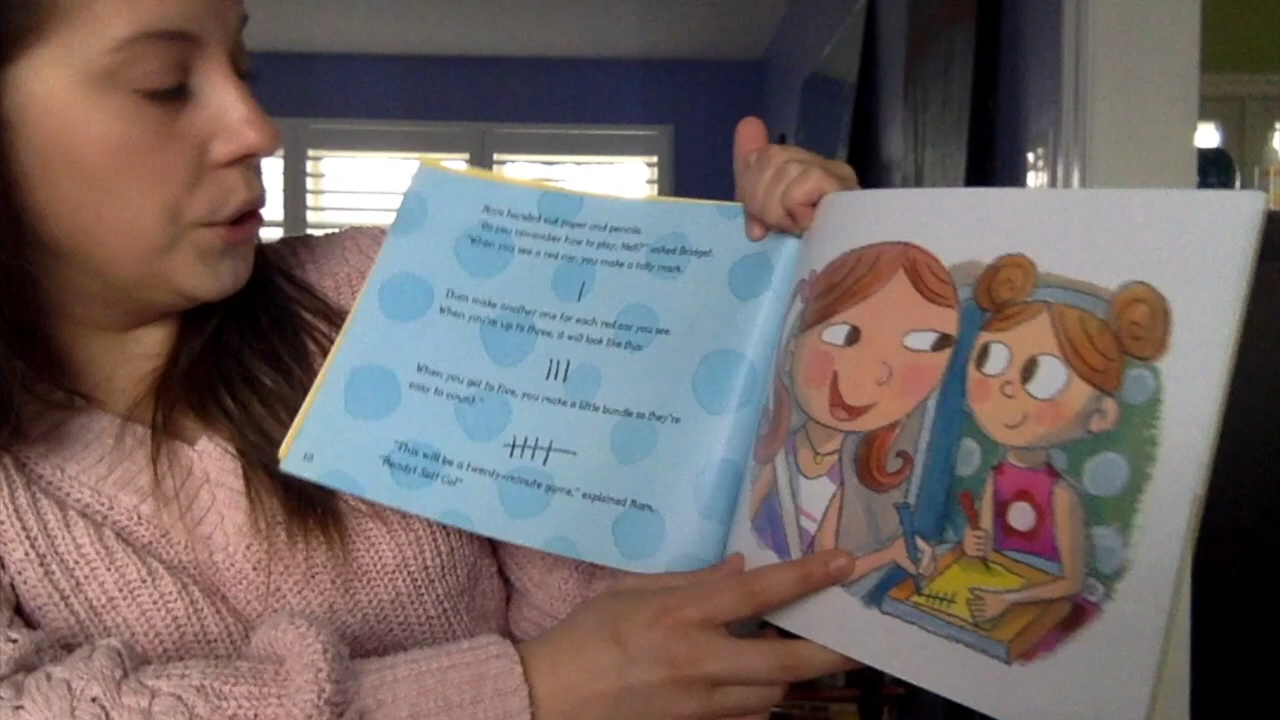 Mom handed out paper and pencils.
"Do you remember how to play, Nell?" asked Bridget.
"When you see a red car, you make a tally mark.
Then make another one for each red car you see.
When you're up to three, it will look like this:
When you get to five, you make a little bundle so they're
easy to count."
"This will be a twenty-minute game," explained Mom.
"Ready! Set! Go!"
10